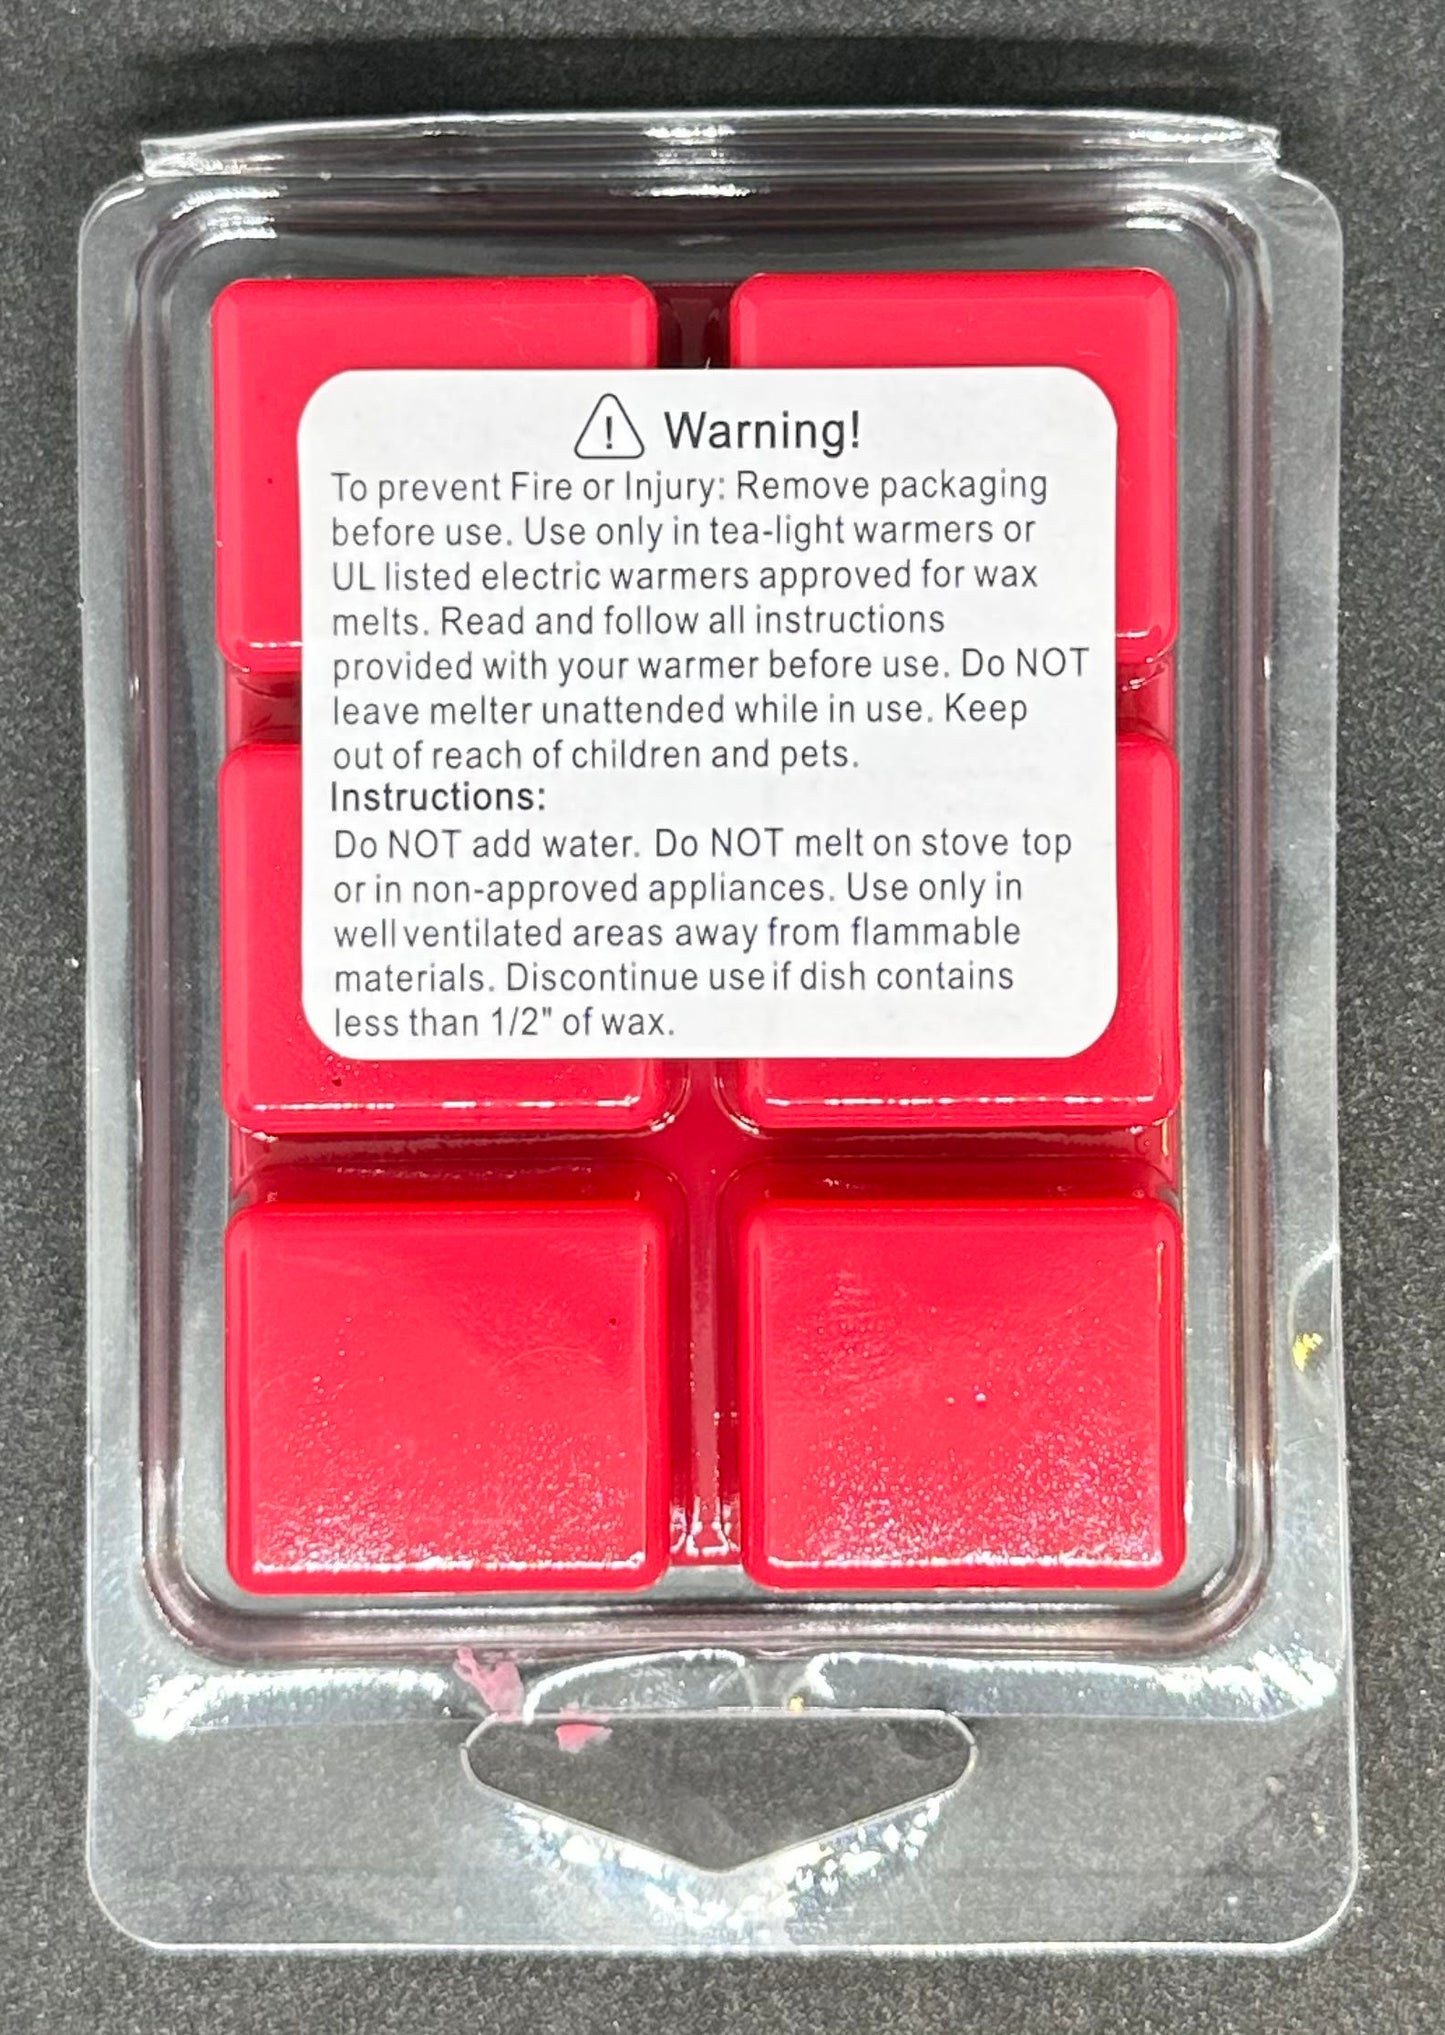 Warning!
To prevent Fire or Injury: Remove packaging
before use. Use only in tea-light warmers or
UL listed electric warmers approved for wax
melts. Read and follow all instructions
provided with your warmer before use. Do NOT
leave melter unattended while in use. Keep
out of reach of children and pets.
Instructions:
Do NOT add water. Do NOT melt on stove top
or in non-approved appliances. Use only in
well ventilated areas away from flammable
materials. Discontinue use if dish contains
less than 1/2" of wax.